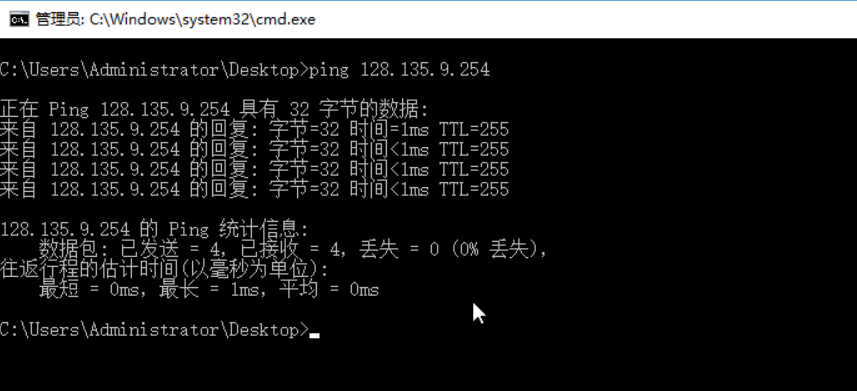 管理员: C:\Windows\system32\cmd.exe
C:\Users\Administrator\Desktop>ping 128.135.9.254
正在 Ping 128.135.9.254 具有 32 字节的数据:
来自 128.135.9.254 的回复: 字节=32 时间=1ms TTL=255
来自 128.135.9.254 的回复: 字节=32 时间<1ms TTL=255
来自 128.135.9.254 的回复: 字节=32 时间<1ms TTL=255
来自 128.135.9.254 的回复: 字节=32 时间<1ms TTL=255
128.135.9.254 的 Ping 统计信息:
数据包: 已发送 = 4, 已接收 = 4, 丢失 = 0 (0% 丢失),
往返行程的估计时间(以毫秒为单位):
最短 = 0ms, 最长 = 1ms, 平均 = 0ms
C:\Users\Administrator\Desktop>